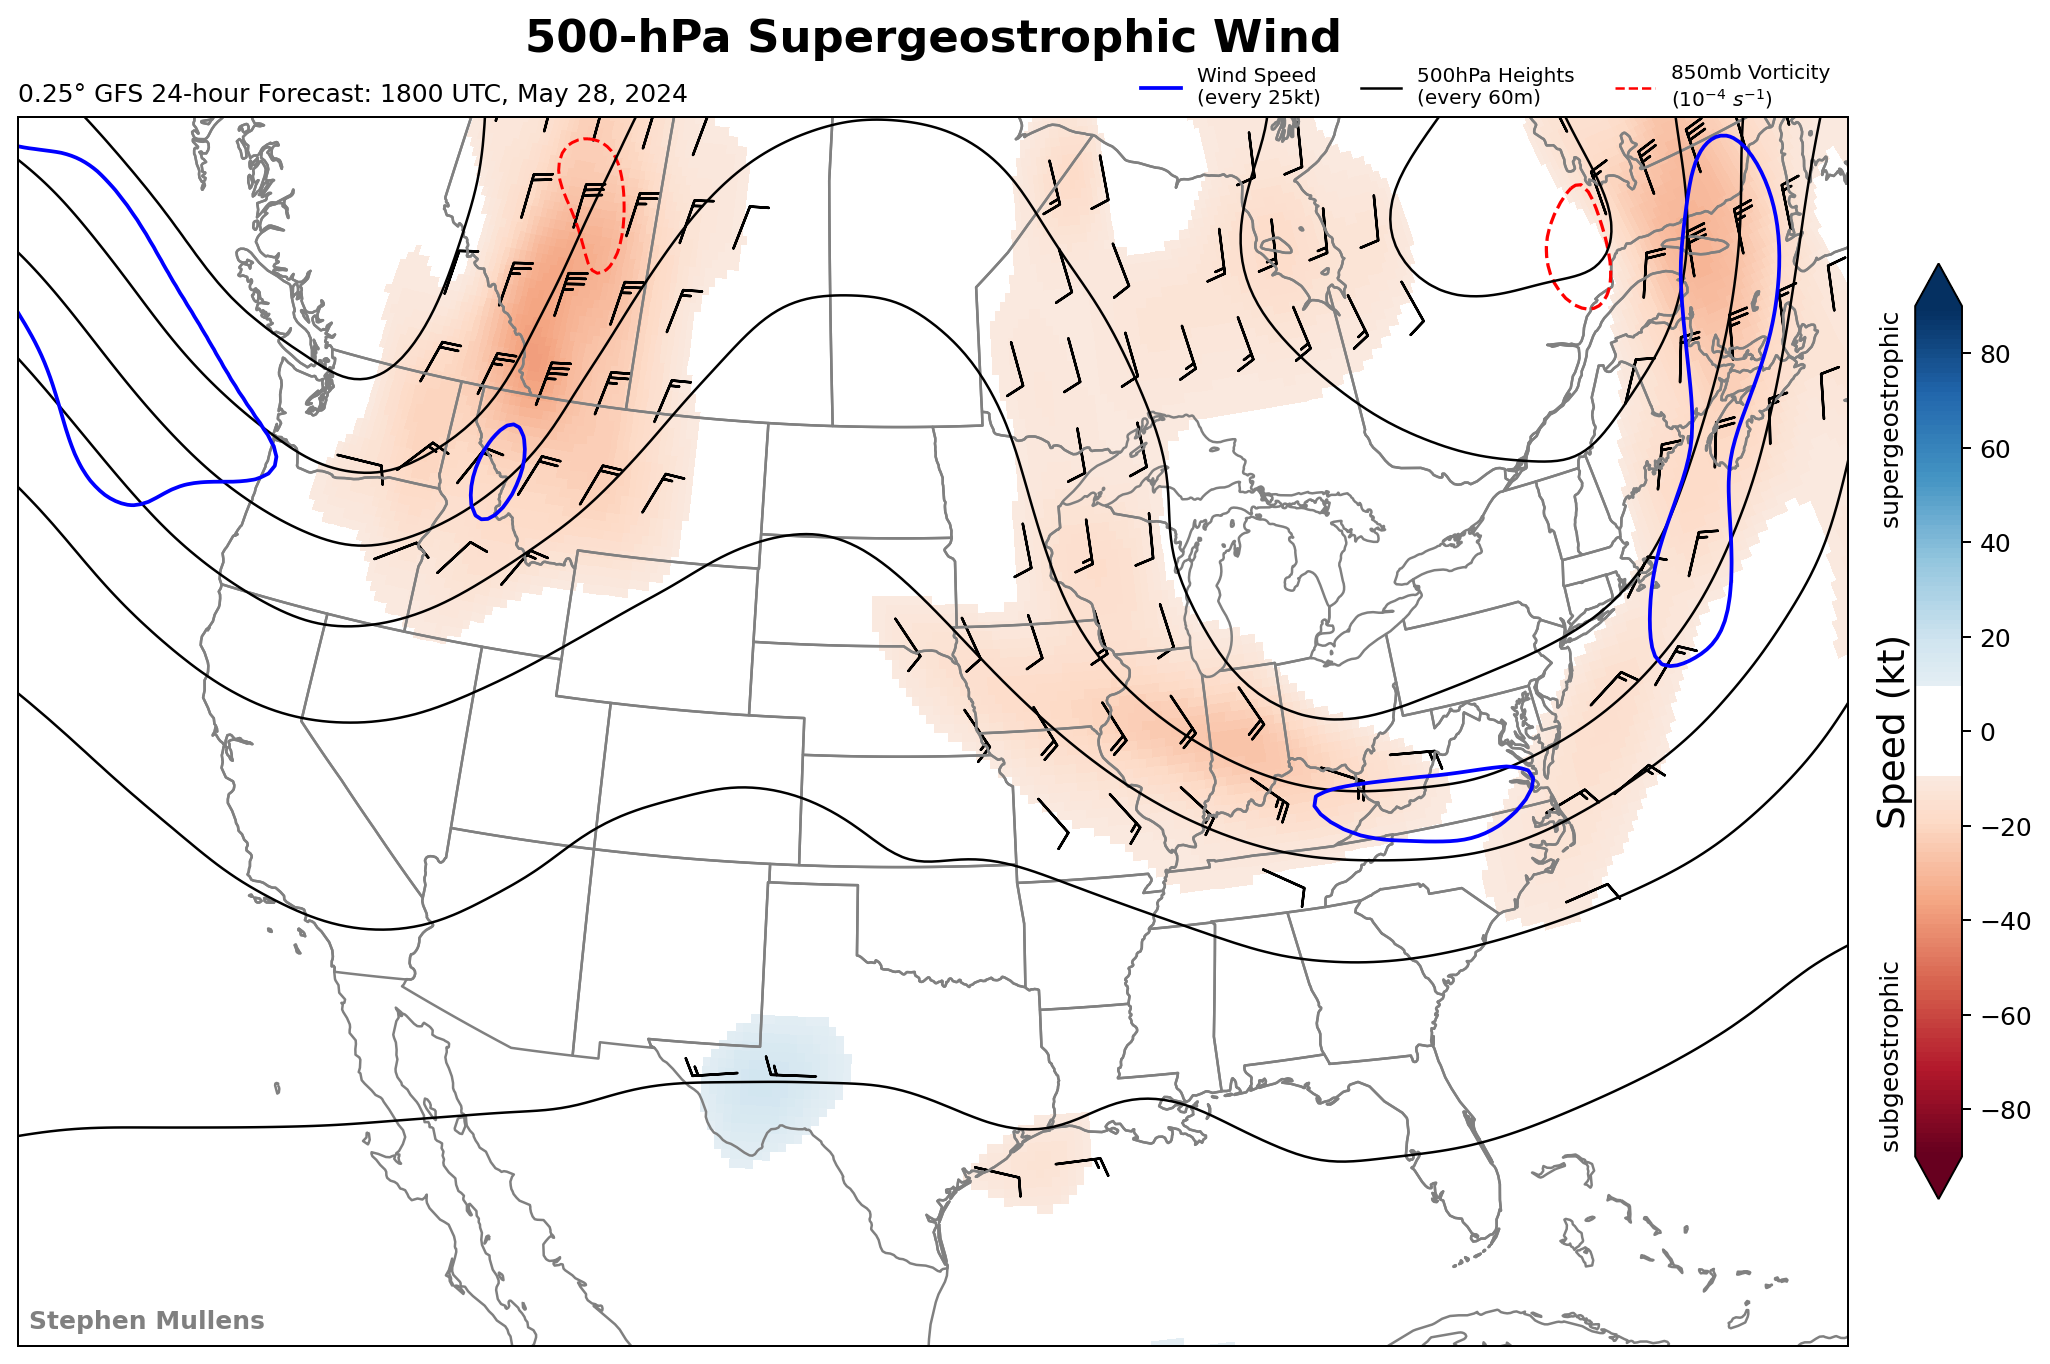 500-hPa Supergeostrophic Wind
0.25° GFS 24-hour Forecast: 1800 UTC, May 28, 2024
Wind Speed
(every 25kt)
500hPa Heights
(every 60m)
850mb Vorticity
(10⁻⁴ s⁻¹)
supergeostrophic
Speed (kt)
subgeostrophic
80
60
40
20
0
−20
−40
−60
−80
Stephen Mullens